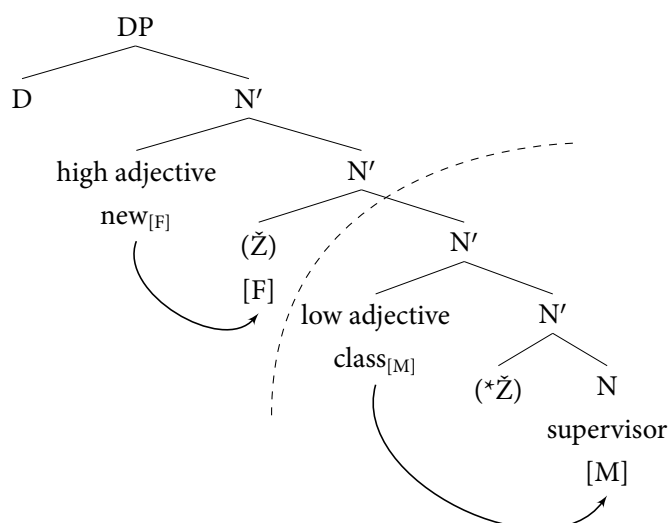 DP
D N′
high adjective N′
new[F]
(Ž) N′
[F]
low adjective N′
class[M]
(*Ž) N
supervisor
[M]